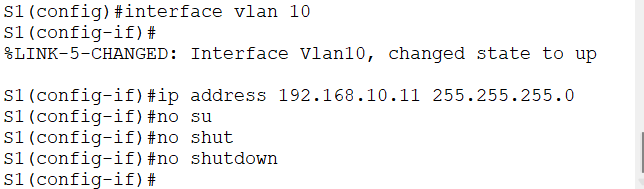 S1(config)#interface vlan 10
S1(config-if)#
%LINK-5-CHANGED: Interface Vlan10, changed state to up
S1(config-if)#ip address 192.168.10.11 255.255.255.0
S1(config-if)#no su
S1(config-if)#no shut
S1(config-if)#no shutdown
S1(config-if)#